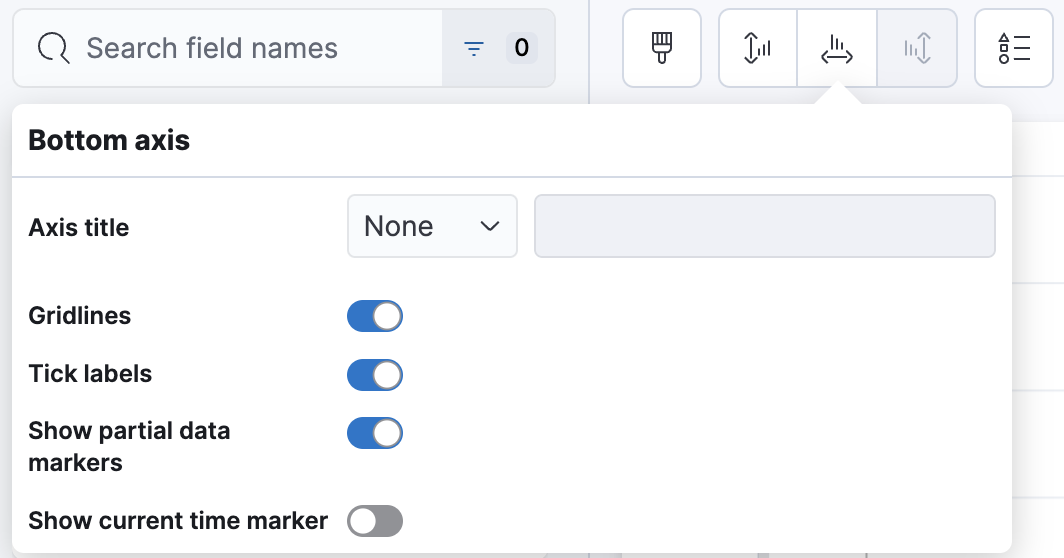 Search field names 0
Bottom axis
Axis title None
Gridlines
Tick labels
Show partial data
markers
Show current time marker